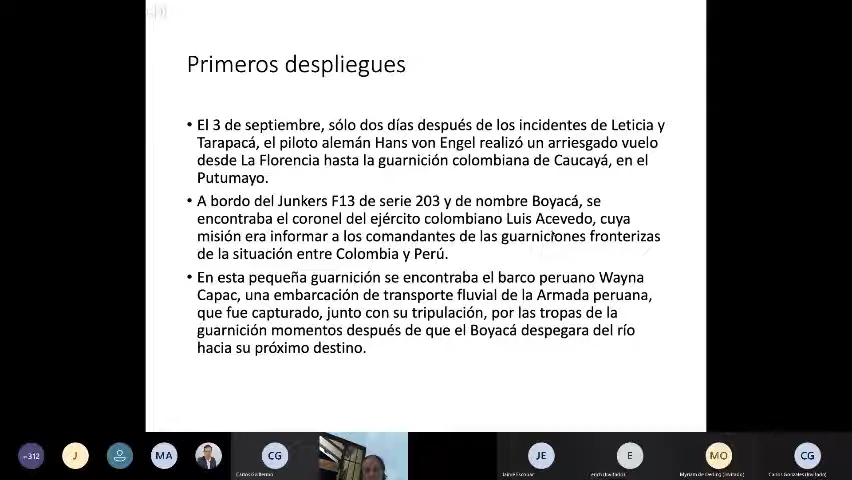 Primeros despliegues
• El 3 de septiembre, sólo dos días después de los incidentes de Leticia y
Tarapacá, el piloto alemán Hans von Engel realizó un arriesgado vuelo
desde La Florencia hasta la guarnición colombiana de Caucayá, en el
Putumayo.
• A bordo del Junkers F13 de serie 203 y de nombre Boyacá, se
encontraba el coronel del ejército colombiano Luis Acevedo, cuya
misión era informar a los comandantes de las guarniciones fronterizas
de la situación entre Colombia y Perú.
• En esta pequeña guarnición se encontraba el barco peruano Wayna
Capac, una embarcación de transporte fluvial de la Armada peruana,
que fue capturado, junto con su tripulación, por las tropas de la
guarnición momentos después de que el Boyacá despegara del río
hacia su próximo destino.
+312 J MA CG JE E MO CG
Jaime Escobar